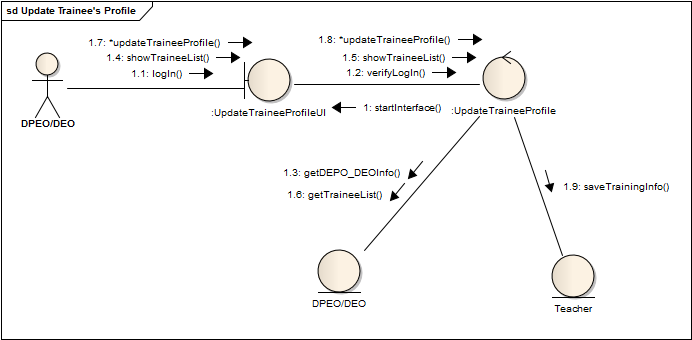 sd Update Trainee's Profile
1.7: *updateTraineeProfile()
1.4: showTraineeList()
1.1: logIn()
1.8: *updateTraineeProfile()
1.5: showTraineeList()
1.2: verifyLogIn()
:UpdateTraineeProfileUI
1: startInterface()
:UpdateTraineeProfile
DPEO/DEO
1.3: getDEPO_DEOInfo()
1.6: getTraineeList()
1.9: saveTrainingInfo()
DPEO/DEO
Teacher